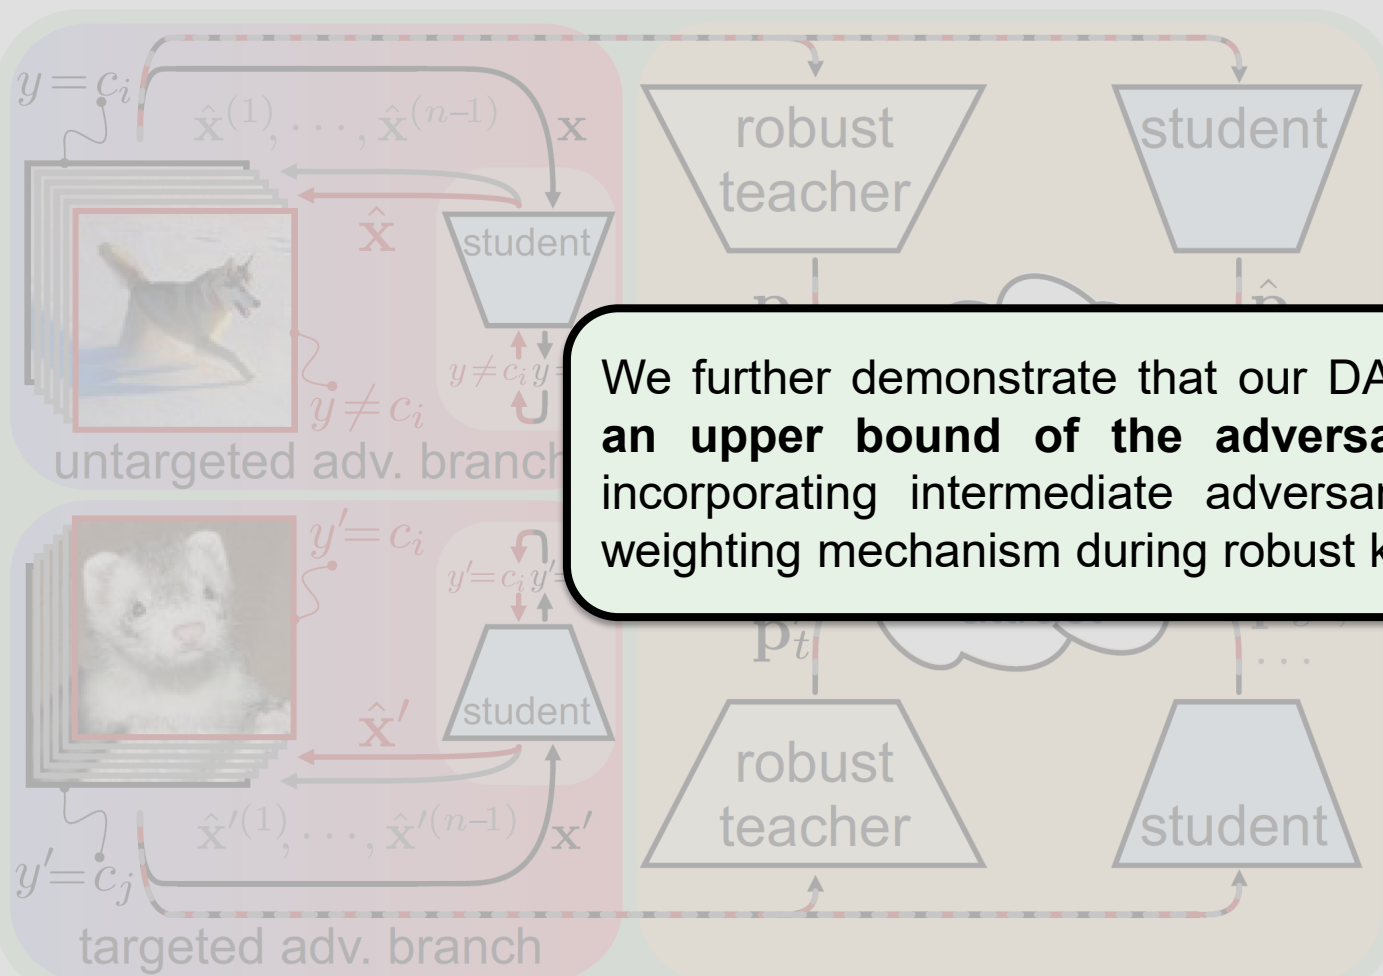 y = c_i
x̂^(1), ⋯, x̂^(n−1)
x
x̂
student
y ≠ c_i
y ≠ c_i y
untargeted adv. branch
robust
teacher
student
We further demonstrate that our DA
an upper bound of the adversa
incorporating intermediate adversar
weighting mechanism during robust k
y′= c_i
y′= c_i y′
student
x̂′
x̂′^(1), ⋯, x̂′^(n−1)
x′
y′= c_j
targeted adv. branch
...
robust
teacher
student